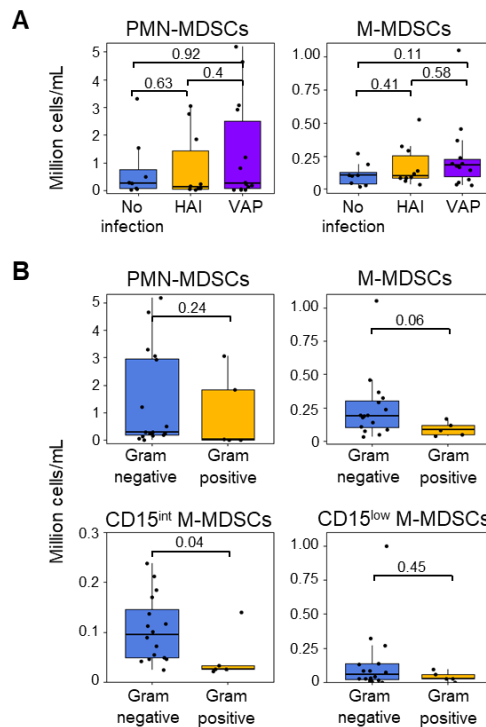 A
PMN-MDSCs
M-MDSCs
Million cells/mL
5
4
3
2
1
0
0.92
0.63
0.4
No infection
HAI
VAP
1.00
0.75
0.50
0.25
0
0.11
0.41
0.58
No infection
HAI
VAP
B
PMN-MDSCs
M-MDSCs
Million cells/mL
5
4
3
2
1
0
0.24
Gram negative
Gram positive
1.00
0.75
0.50
0.25
0
0.06
Gram negative
Gram positive
CD15int M-MDSCs
CD15low M-MDSCs
0.3
0.2
0.1
0
0.04
Gram negative
Gram positive
1.00
0.75
0.50
0.25
0
0.45
Gram negative
Gram positive